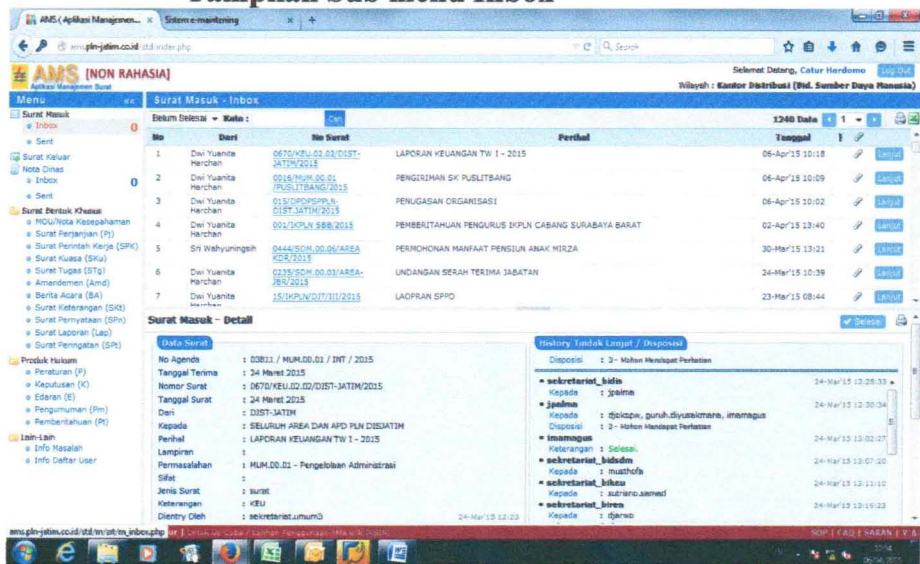 Tampilan Sub menu Inbox
AMS ( Aplikasi Manajemen...
Sistem e-maintening
ams.pln-jatim.co.id/std/index.php
Search
AMS [NON RAHASIA]
Aplikasi Manajemen Surat
Selamat Datang, Catur Herdomo Log Out
Wilayah : Kantor Distribusi (Bid. Sumber Daya Manusia)
Menu
Surat Masuk
Inbox 0
Sent
Surat Keluar
Nota Dinas
Inbox 0
Sent
Surat Bentuk Khusus
MOU/Nota Kesepahaman
Surat Perjanjian (Pj)
Surat Perintah Kerja (SPK)
Surat Kuasa (SKu)
Surat Tugas (STg)
Amandemen (Amd)
Berita Acara (BA)
Surat Keterangan (SKt)
Surat Pernyataan (SPn)
Surat Laporan (Lap)
Surat Peringatan (SPt)
Produk Hukum
Peraturan (P)
Keputusan (K)
Edaran (E)
Pengumuman (Pm)
Pemberitahuan (Pt)
Lain-Lain
Info Masalah
Info Daftar User
Surat Masuk - Inbox
Belum Selesai Kata : Cari 1240 Data 1
No Dari No Surat Perihal Tanggal
1 Dwi Yuanita Harchan 0670/KEU.02.02/DIST-JATIM/2015 LAPORAN KEUANGAN TW I - 2015 06-Apr'15 10:18 Lanjut
2 Dwi Yuanita Harchan 0016/MUM.00.01/PUSLITBANG/2015 PENGIRIMAN SK PUSLITBANG 06-Apr'15 10:09 Lanjut
3 Dwi Yuanita Harchan 015/DPDPSPPLN-DIST.JATIM/2015 PENUGASAN ORGANISASI 06-Apr'15 10:02 Lanjut
4 Dwi Yuanita Harchan 001/IKPLN SBB/2015 PEMBERITAHUAN PENGURUS IKPLN CABANG SURABAYA BARAT 02-Apr'15 13:40 Lanjut
5 Sri Wahyuningsih 0444/SDM.00.06/AREA KDR/2015 PERMOHONAN MANFAAT PENSIUN ANAK MIRZA 30-Mar'15 13:21 Lanjut
6 Dwi Yuanita Harchan 0235/SDM.00.03/AREA-JBR/2015 UNDANGAN SERAH TERIMA JABATAN 24-Mar'15 10:39 Lanjut
7 Dwi Yuanita Harchan 15/IKPLN/DJT/III/2015 LAOPRAN SPPD 23-Mar'15 08:44 Lanjut
Surat Masuk - Detail Selesai
Data Surat
No Agenda : 03811 / MUM.00.01 / INT / 2015
Tanggal Terima : 24 Maret 2015
Nomor Surat : 0670/KEU.02.02/DIST-JATIM/2015
Tanggal Surat : 24 Maret 2015
Dari : DIST-JATIM
Kepada : SELURUH AREA DAN APD PLN DISJATIM
Perihal : LAPORAN KEUANGAN TW I - 2015
Lampiran :
Permasalahan : MUM.00.01 - Pengelolaan Administrasi
Sifat :
Jenis Surat : surat
Keterangan : KEU
Dientry Oleh : sekretariat.umum3 24-Mar'15 12:23
History Tindak Lanjut / Disposisi
Disposisi : 3- Mohon Mendapat Perhatian
sekretariat_bidis 24-Mar'15 12:28:33
Kepada : jpalma
jpalma 24-Mar'15 12:30:34
Kepada : djokopw, guruh.diyusakmana, imamagus
Disposisi : 3- Mohon Mendapat Perhatian
imamagus 24-Mar'15 13:02:27
Keterangan : Selesai.
sekretariat_bidsdm 24-Mar'15 13:07:20
Kepada : musthofa
sekretariat_bikeu 24-Mar'15 13:11:10
Kepada : sutrisno.samed
sekretariat_biren 24-Mar'15 13:16:23
Kepada : djarwo
ams.pln-jatim.co.id/std/m/srt/m_inbox.php
SOP | FAQ | SARAN |
10:54
06/04/2015